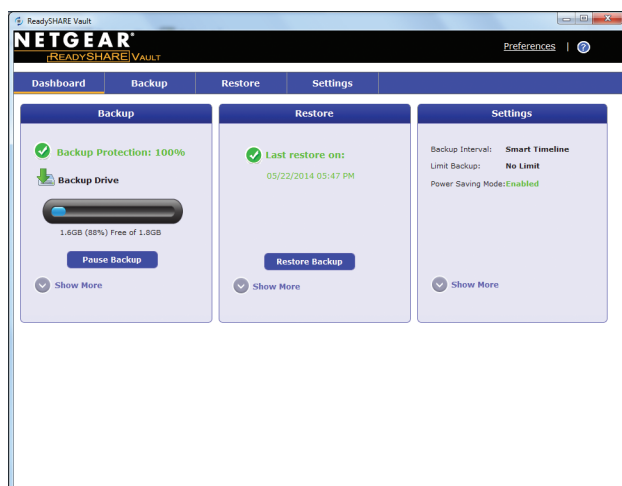 ReadySHARE Vault
NETGEAR®
READYSHARE VAULT
Preferences | ?
Dashboard Backup Restore Settings
Backup
Backup Protection: 100%
Backup Drive
1.6GB (88%) Free of 1.8GB
Pause Backup
Show More
Restore
Last restore on:
05/22/2014 05:47 PM
Restore Backup
Show More
Settings
Backup Interval: Smart Timeline
Limit Backup: No Limit
Power Saving Mode:Enabled
Show More